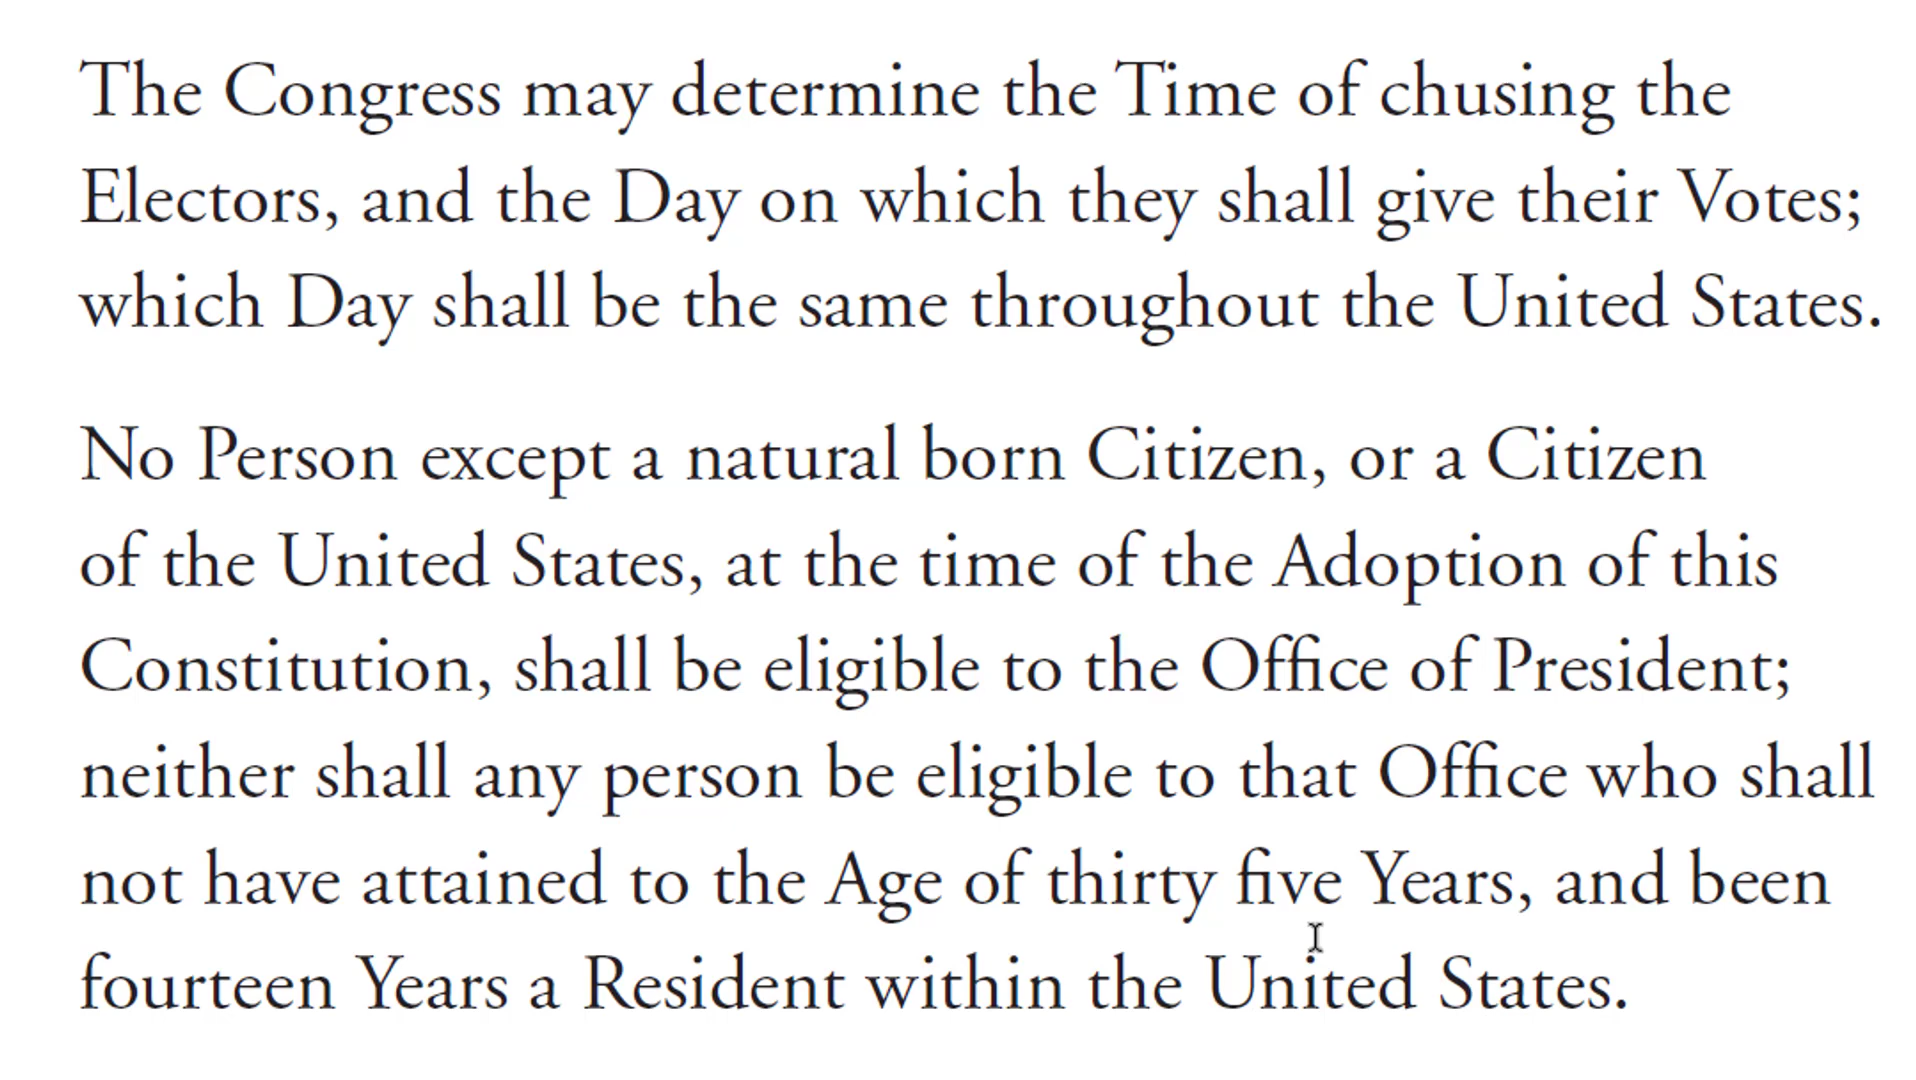 The Congress may determine the Time of chusing the
Electors, and the Day on which they shall give their Votes;
which Day shall be the same throughout the United States.
No Person except a natural born Citizen, or a Citizen
of the United States, at the time of the Adoption of this
Constitution, shall be eligible to the Office of President;
neither shall any person be eligible to that Office who shall
not have attained to the Age of thirty five Years, and been
fourteen Years a Resident within the United States.